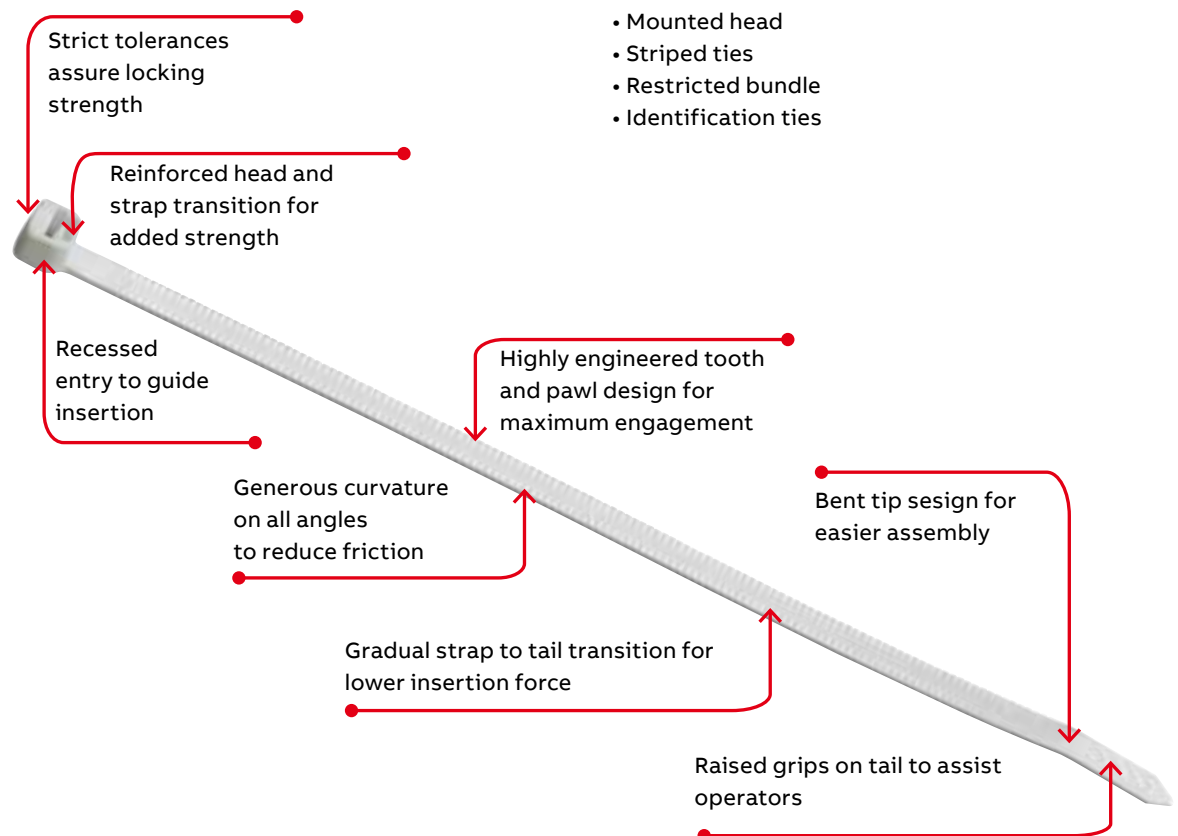 Strict tolerances
assure locking
strength
• Mounted head
• Striped ties
• Restricted bundle
• Identification ties
Reinforced head and
strap transition for
added strength
Recessed
entry to guide
insertion
Highly engineered tooth
and pawl design for
maximum engagement
Generous curvature
on all angles
to reduce friction
Bent tip sesign for
easier assembly
Gradual strap to tail transition for
lower insertion force
Raised grips on tail to assist
operators